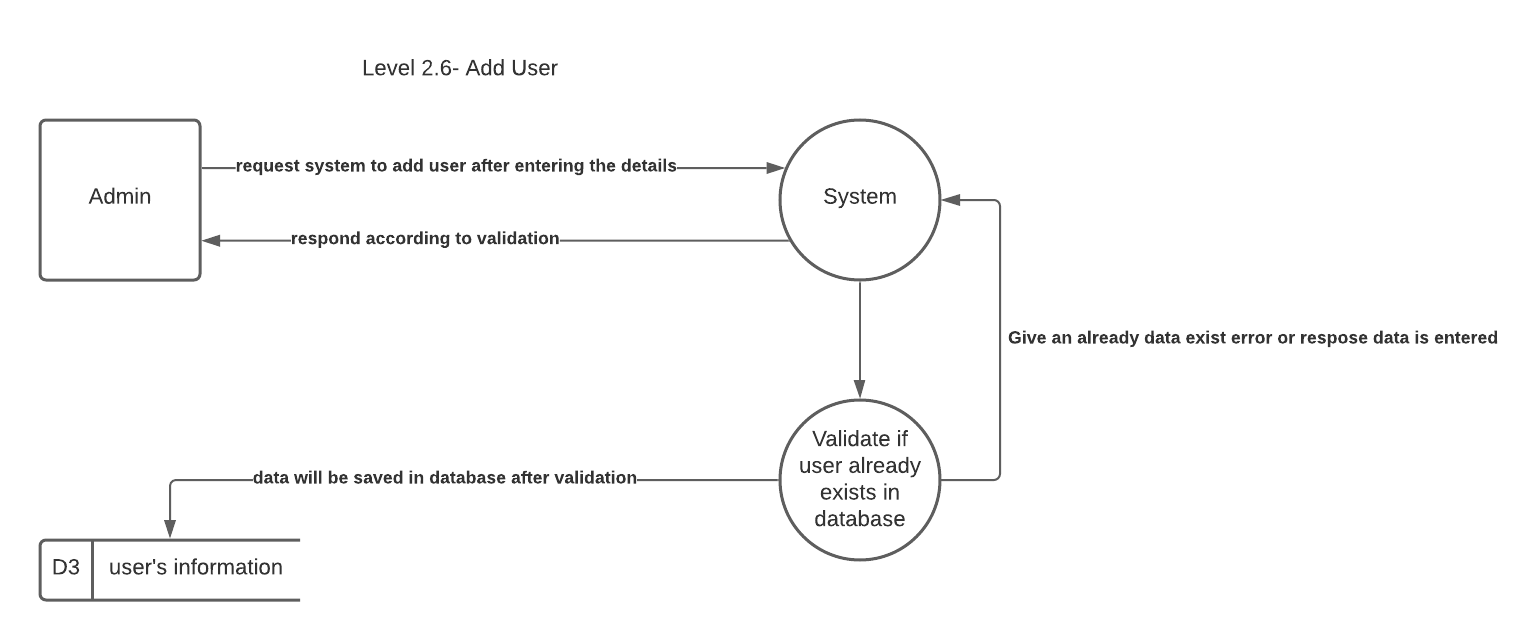 Level 2.6- Add User
Admin
request system to add user after entering the details
System
respond according to validation
Give an already data exist error or respose data is entered
Validate if
user already
exists in
database
data will be saved in database after validation
D3
user's information